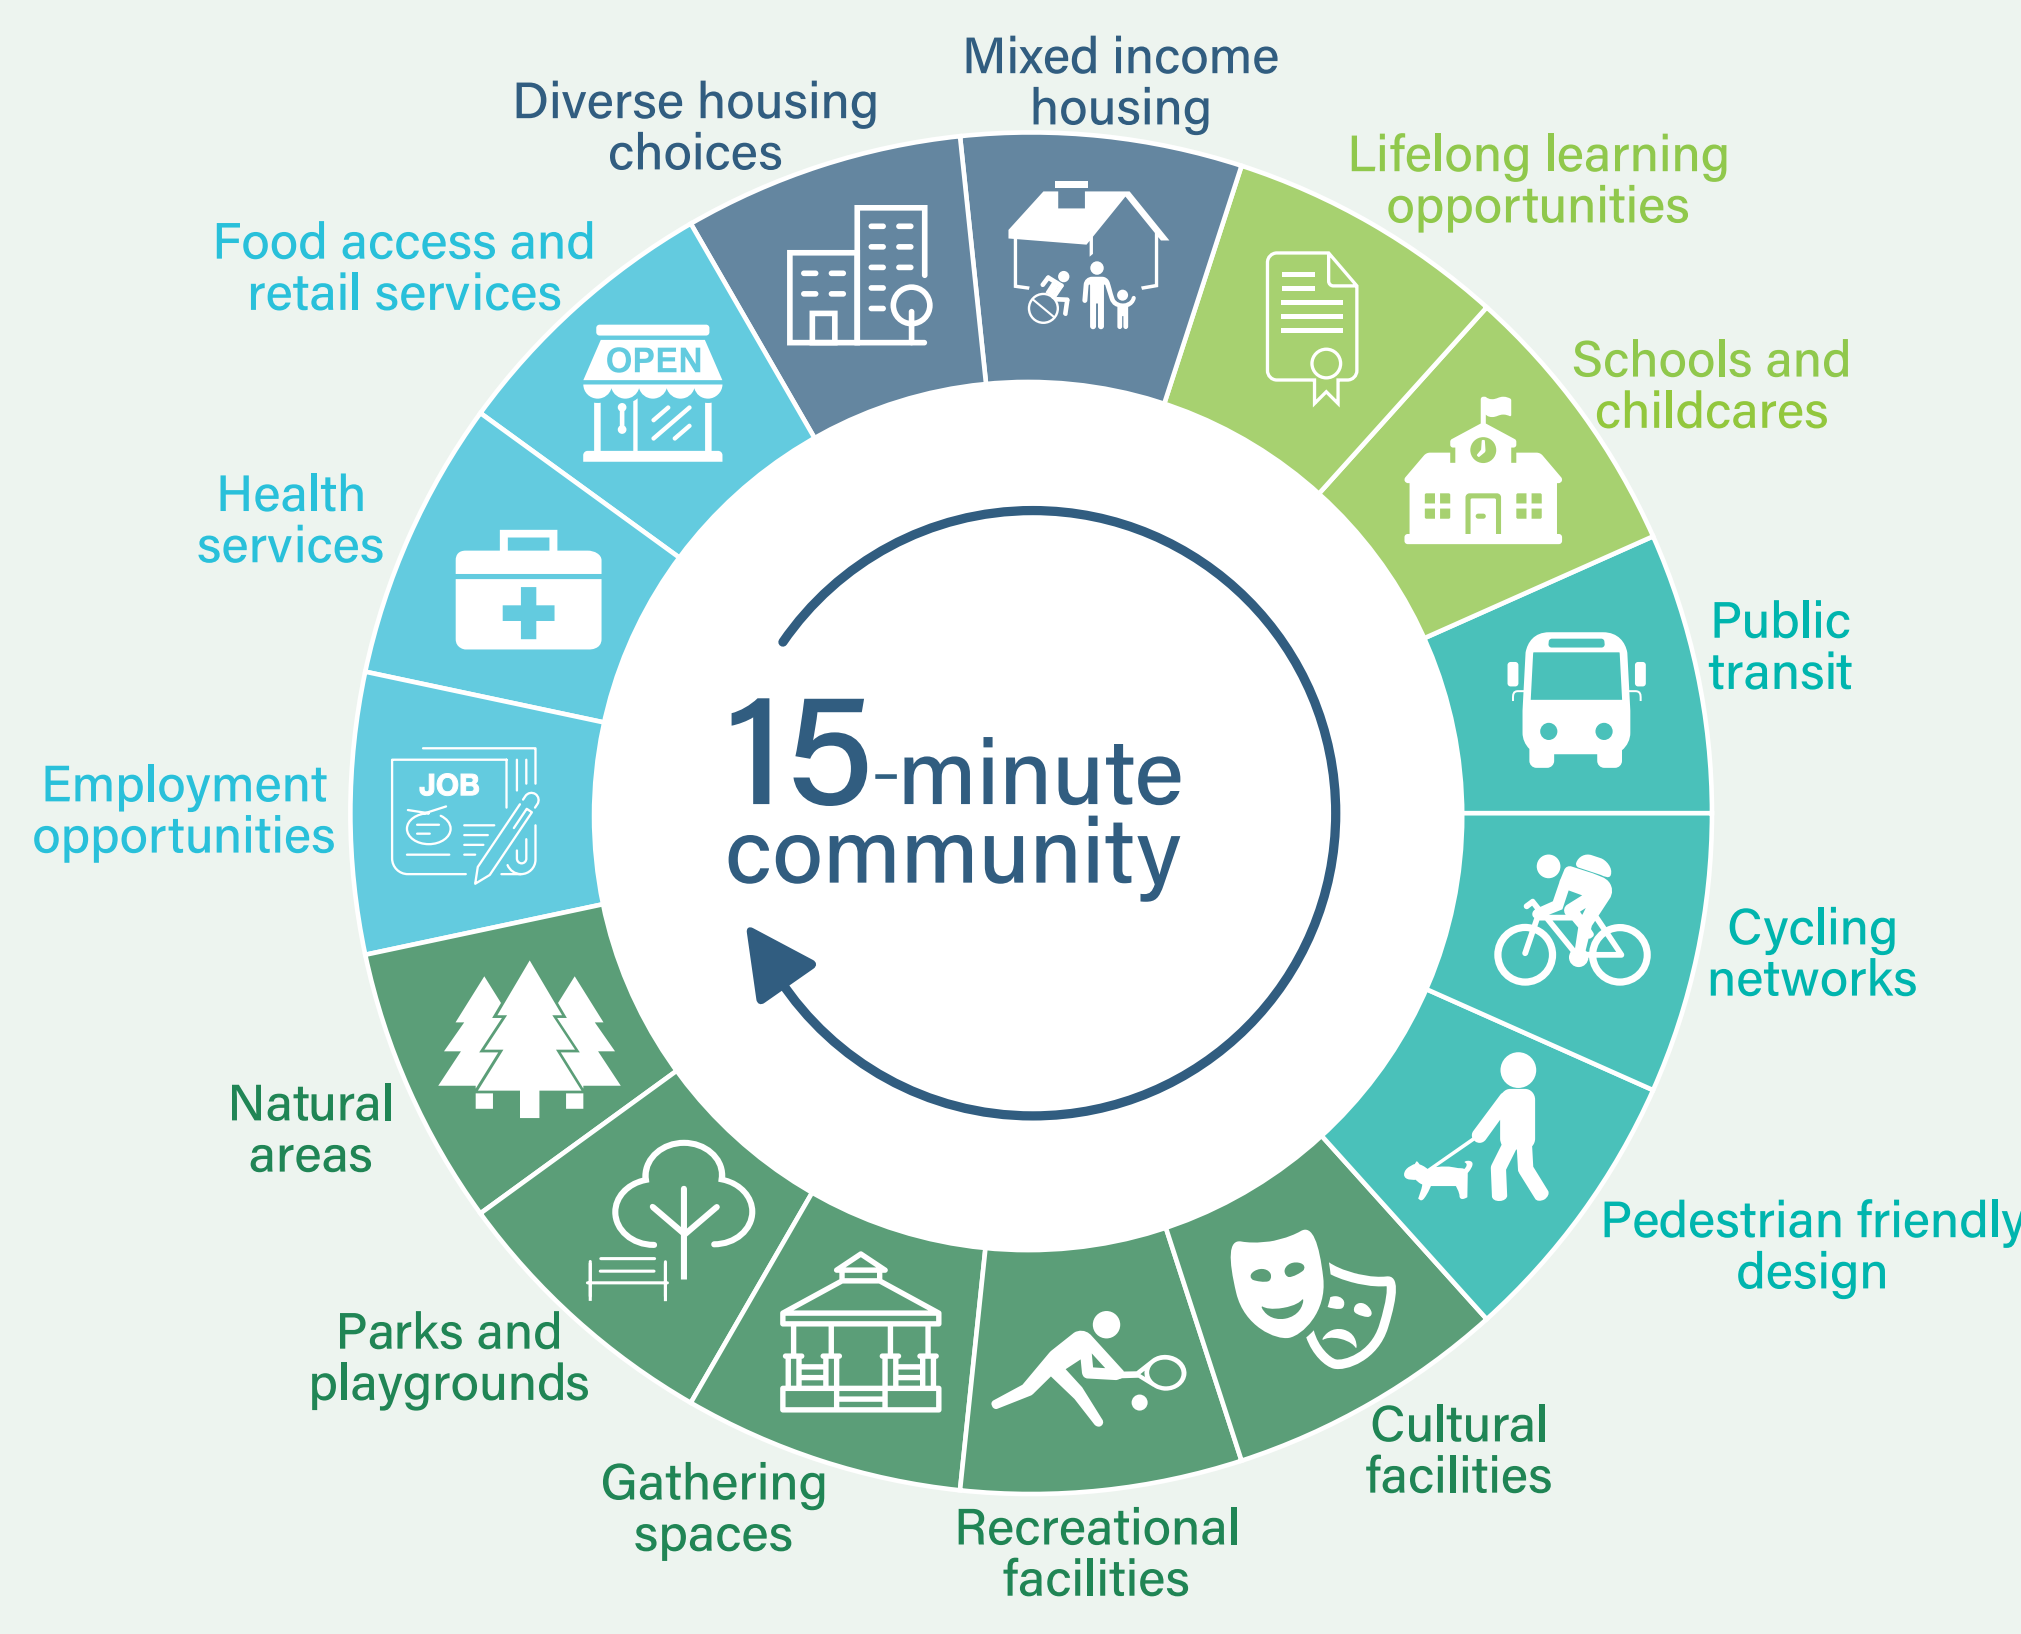 Mixed income
housing
Diverse housing
choices
Lifelong learning
opportunities
Food access and
retail services
OPEN
Schools and
childcares
Health
services
Public
transit
15-minute
community
Employment
opportunities
JOB
Cycling
networks
Natural
areas
Pedestrian friendly
design
Parks and
playgrounds
Cultural
facilities
Gathering
spaces
Recreational
facilities